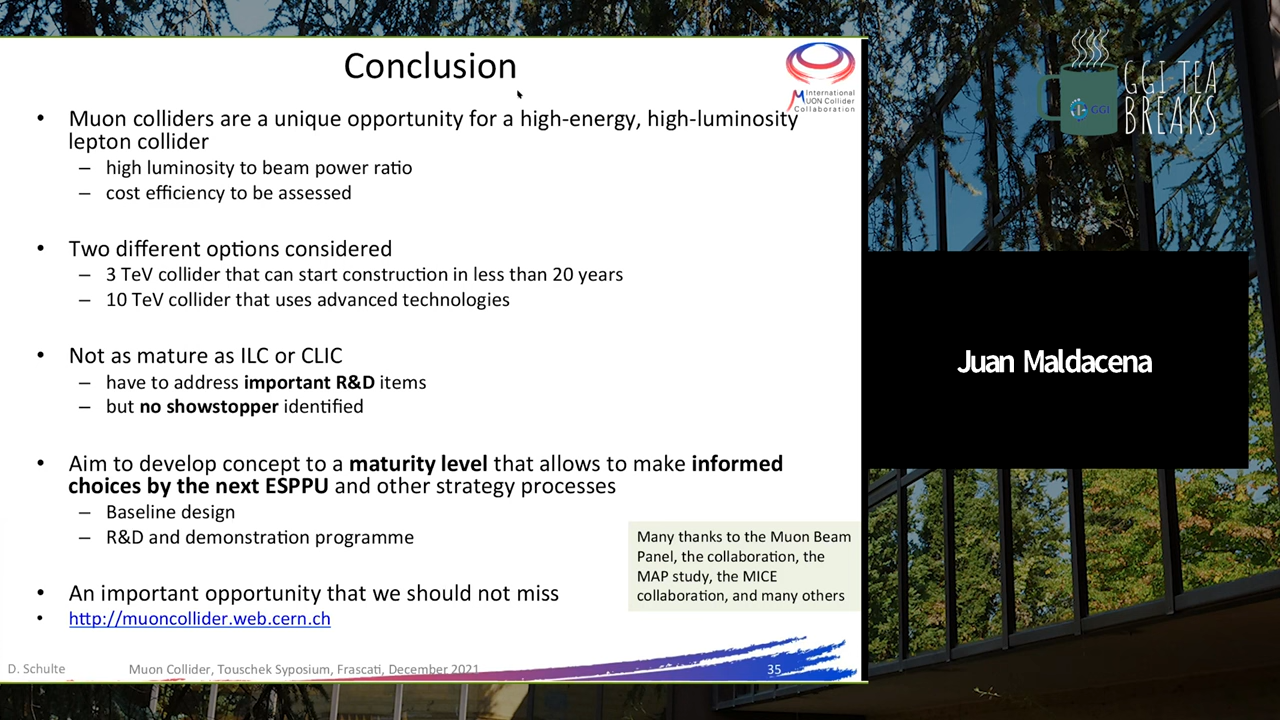 Conclusion
International
MUON Collider
Collaboration
• Muon colliders are a unique opportunity for a high-energy, high-luminosity
lepton collider
– high luminosity to beam power ratio
– cost efficiency to be assessed
• Two different options considered
– 3 TeV collider that can start construction in less than 20 years
– 10 TeV collider that uses advanced technologies
• Not as mature as ILC or CLIC
– have to address important R&D items
– but no showstopper identified
• Aim to develop concept to a maturity level that allows to make informed
choices by the next ESPPU and other strategy processes
– Baseline design
– R&D and demonstration programme
Many thanks to the Muon Beam
Panel, the collaboration, the
MAP study, the MICE
collaboration, and many others
• An important opportunity that we should not miss
• http://muoncollider.web.cern.ch
D. Schulte
Muon Collider, Touschek Syposium, Frascati, December 2021
35
GGI
GGI TEA
BREAKS
Juan Maldacena